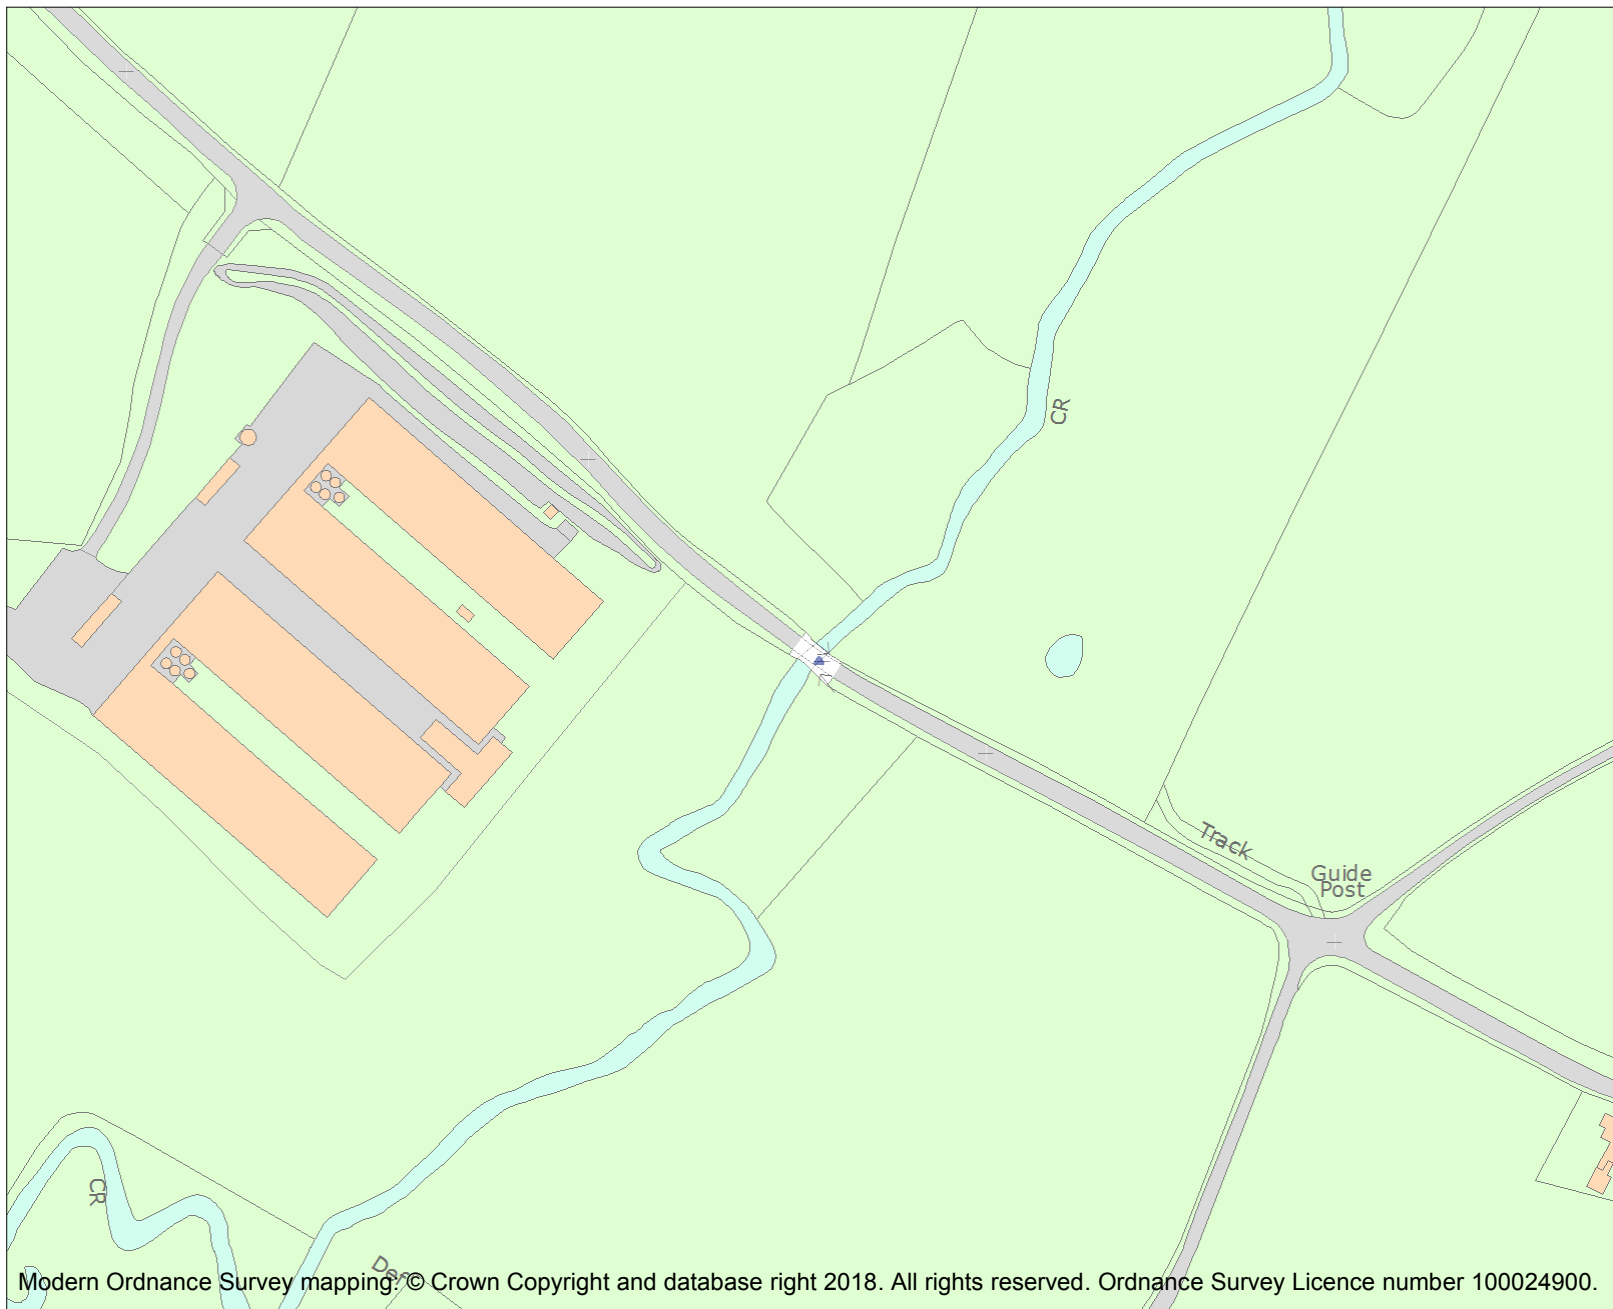 CR
Track
Guide
Post
CR
Def
Modern Ordnance Survey mapping: © Crown Copyright and database right 2018. All rights reserved. Ordnance Survey Licence number 100024900.